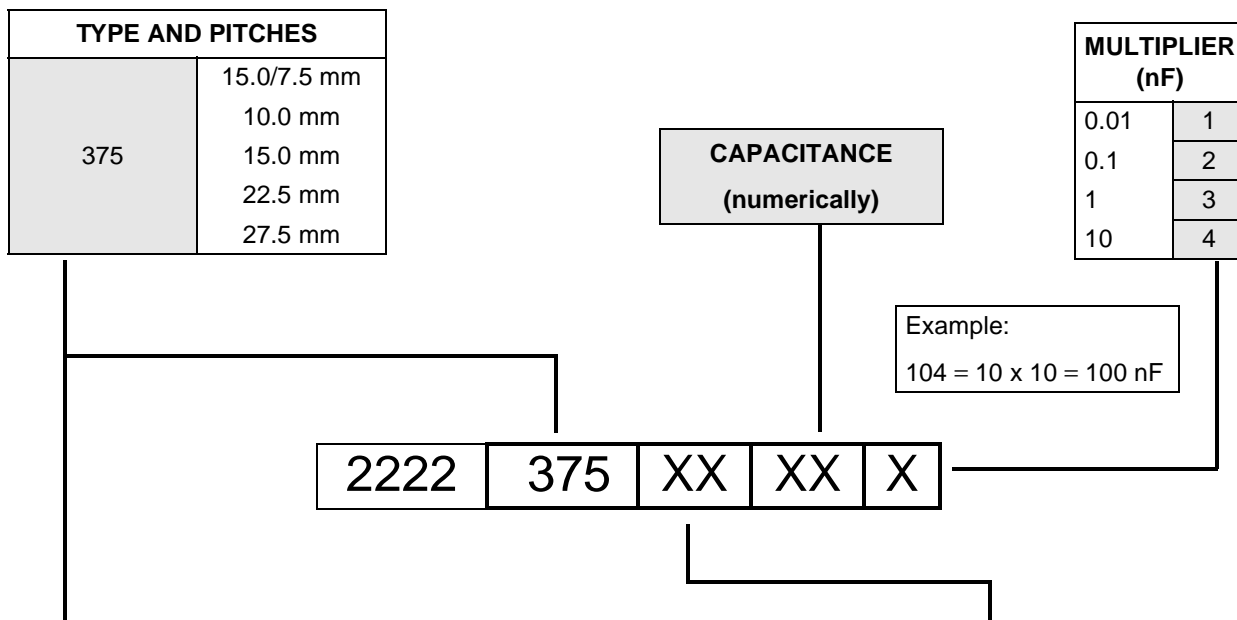 TYPE AND PITCHES
375
15.0/7.5 mm
10.0 mm
15.0 mm
22.5 mm
27.5 mm
CAPACITANCE
(numerically)
MULTIPLIER
(nF)
0.01 1
0.1 2
1 3
10 4
Example:
104 = 10 x 10 = 100 nF
2222 375 XX XX X